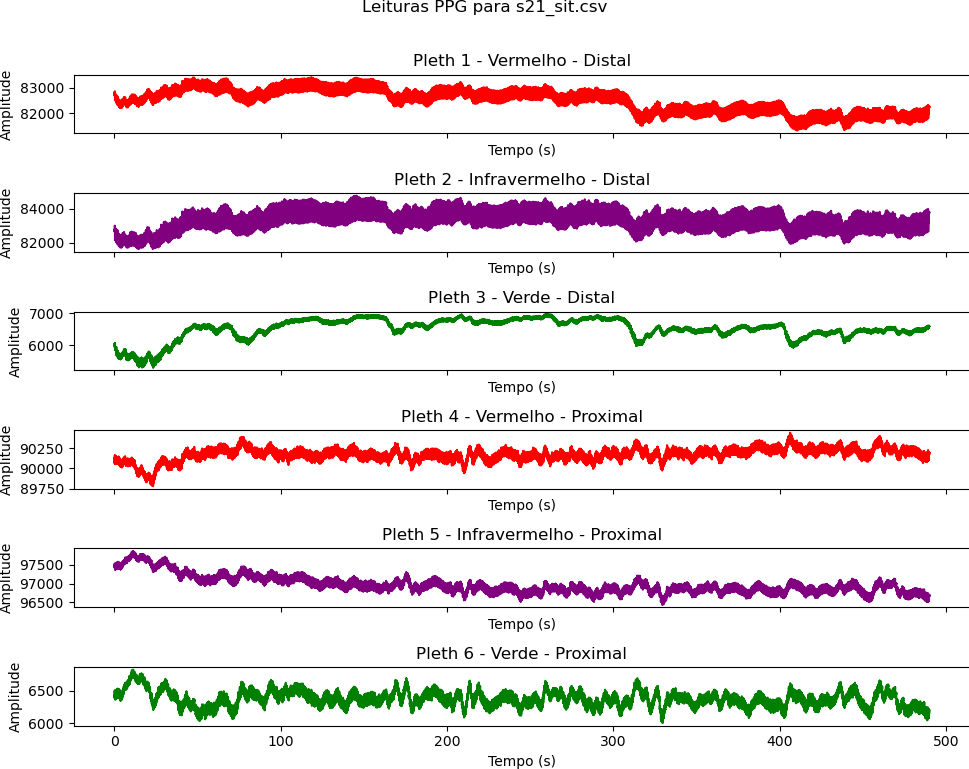 Leituras PPG para s21_sit.csv
Pleth 1 - Vermelho - Distal
Amplitude
83000
82000
Tempo (s)
Pleth 2 - Infravermelho - Distal
Amplitude
84000
82000
Tempo (s)
Pleth 3 - Verde - Distal
Amplitude
7000
6000
Tempo (s)
Pleth 4 - Vermelho - Proximal
Amplitude
90250
90000
89750
Tempo (s)
Pleth 5 - Infravermelho - Proximal
Amplitude
97500
97000
96500
Tempo (s)
Pleth 6 - Verde - Proximal
Amplitude
6500
6000
0 100 200 300 400 500
Tempo (s)